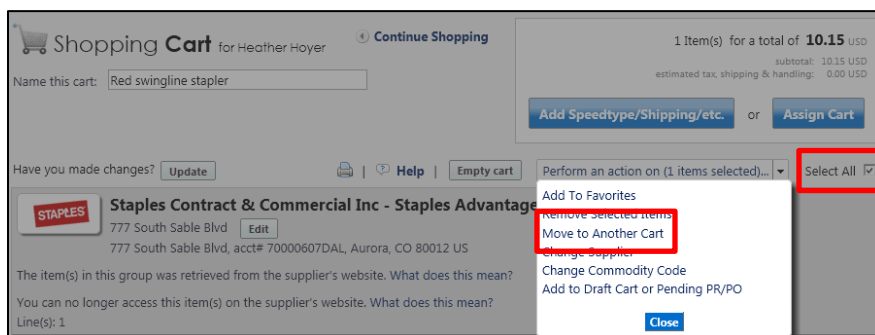 Shopping Cart for Heather Hoyer
Continue Shopping
Name this cart: Red swingline stapler
1 Item(s) for a total of 10.15 USD
subtotal: 10.15 USD
estimated tax, shipping & handling: 0.00 USD
Add Speedtype/Shipping/etc. or Assign Cart
Have you made changes? Update | Help | Empty cart Perform an action on (1 items selected)... Select All
STAPLES
Staples Contract & Commercial Inc - Staples Advantage
777 South Sable Blvd Edit
777 South Sable Blvd, acct# 70000607DAL, Aurora, CO 80012 US
The item(s) in this group was retrieved from the supplier's website. What does this mean?
You can no longer access this item(s) on the supplier's website. What does this mean?
Line(s): 1
Add To Favorites
Remove Selected Items
Move to Another Cart
Change Supplier
Change Commodity Code
Add to Draft Cart or Pending PR/PO
Close